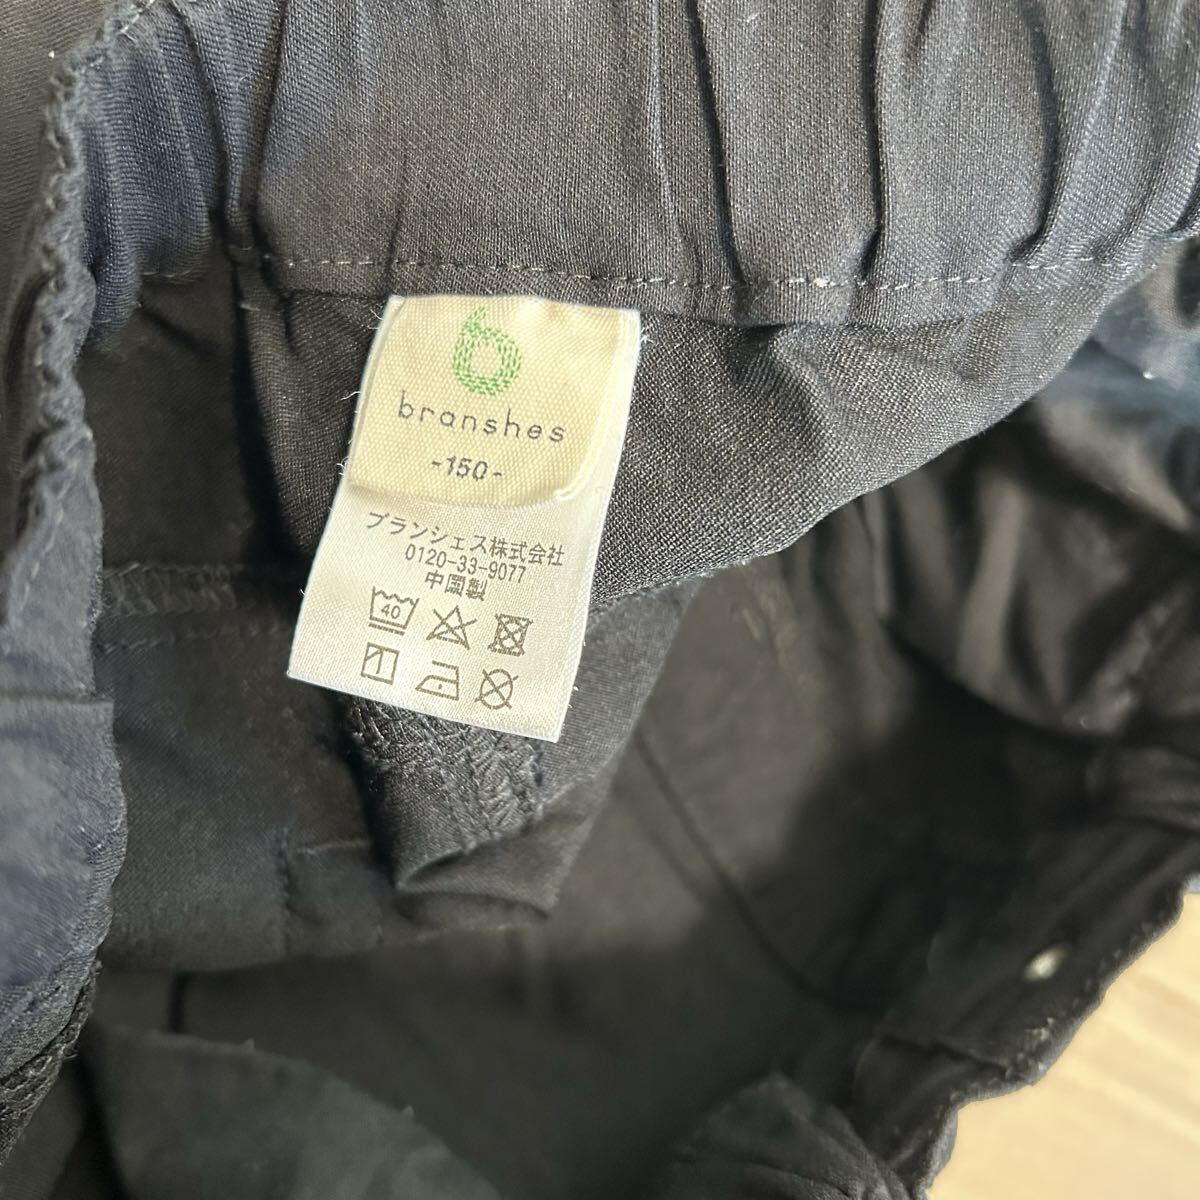 b
branshes
-150-
ブランシェス株式会社
0120-33-9077
中国製
40